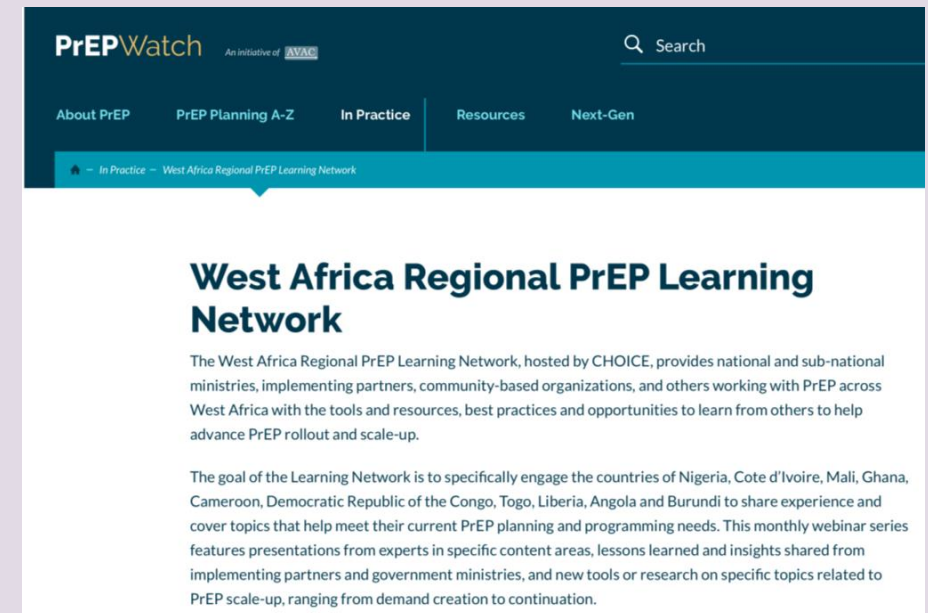 PrEPWatch An initiative of AVAC
Search
About PrEP PrEP Planning A-Z In Practice Resources Next-Gen
– In Practice – West Africa Regional PrEP Learning Network
West Africa Regional PrEP Learning
Network
The West Africa Regional PrEP Learning Network, hosted by CHOICE, provides national and sub-national
ministries, implementing partners, community-based organizations, and others working with PrEP across
West Africa with the tools and resources, best practices and opportunities to learn from others to help
advance PrEP rollout and scale-up.
The goal of the Learning Network is to specifically engage the countries of Nigeria, Cote d'Ivoire, Mali, Ghana,
Cameroon, Democratic Republic of the Congo, Togo, Liberia, Angola and Burundi to share experience and
cover topics that help meet their current PrEP planning and programming needs. This monthly webinar series
features presentations from experts in specific content areas, lessons learned and insights shared from
implementing partners and government ministries, and new tools or research on specific topics related to
PrEP scale-up, ranging from demand creation to continuation.